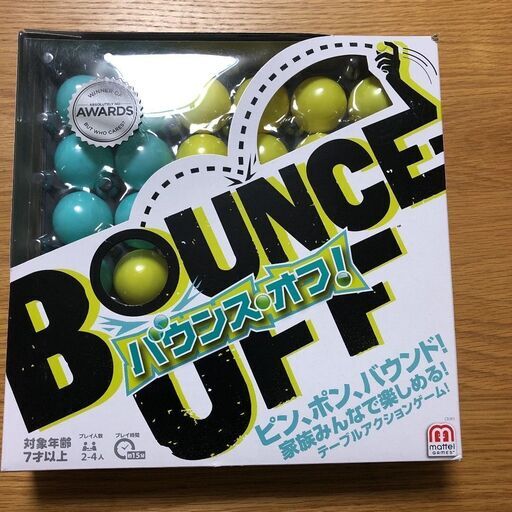 WINNER OF
ABSOLUTELY NO
AWARDS
BUT WHO CARES?
BOUNCE
OFF
バウンズ・オフ!
ピン、ポン、バウンド!
家族みんなで楽しめる!
テーブルアクションゲーム!
対象年齢
7才以上
プレイ人数
2-4人
プレイ時間
約15分
mattel
games